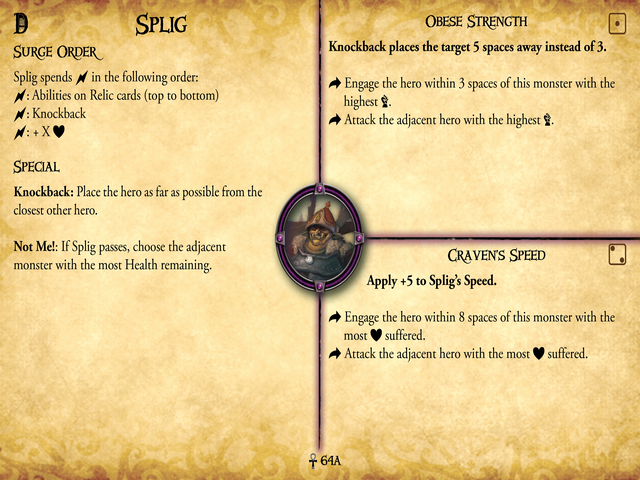 D
SPLIG
SURGE ORDER
Splig spends in the following order:
: Abilities on Relic cards (top to bottom)
: Knockback
: + X
SPECIAL
Knockback: Place the hero as far as possible from the
closest other hero.
Not Me!: If Splig passes, choose the adjacent
monster with the most Health remaining.
OBESE STRENGTH
Knockback places the target 5 spaces away instead of 3.
Engage the hero within 3 spaces of this monster with the
highest .
Attack the adjacent hero with the highest .
CRAVEN'S SPEED
Apply +5 to Splig's Speed.
Engage the hero within 8 spaces of this monster with the
most suffered.
Attack the adjacent hero with the most suffered.
64A